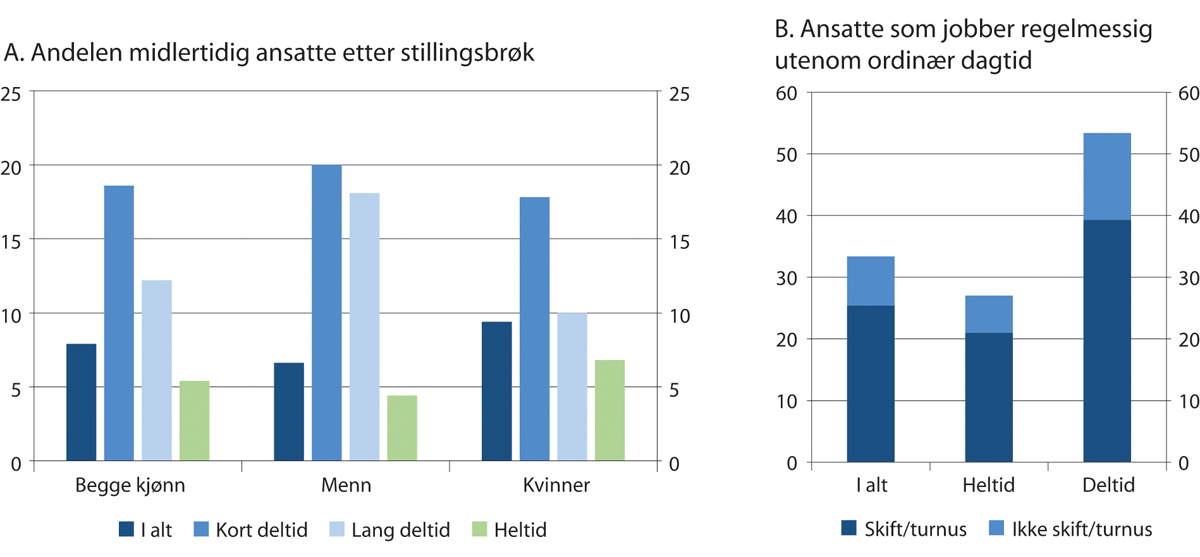 A. Andelen midlertidig ansatte etter stillingsbrøk
25
20
15
10
5
0
25
20
15
10
5
0
Begge kjønn
Menn
Kvinner
I alt
Kort deltid
Lang deltid
Heltid
B. Ansatte som jobber regelmessig
utenom ordinær dagtid
60
50
40
30
20
10
0
60
50
40
30
20
10
0
I alt
Heltid
Deltid
Skift/turnus
Ikke skift/turnus